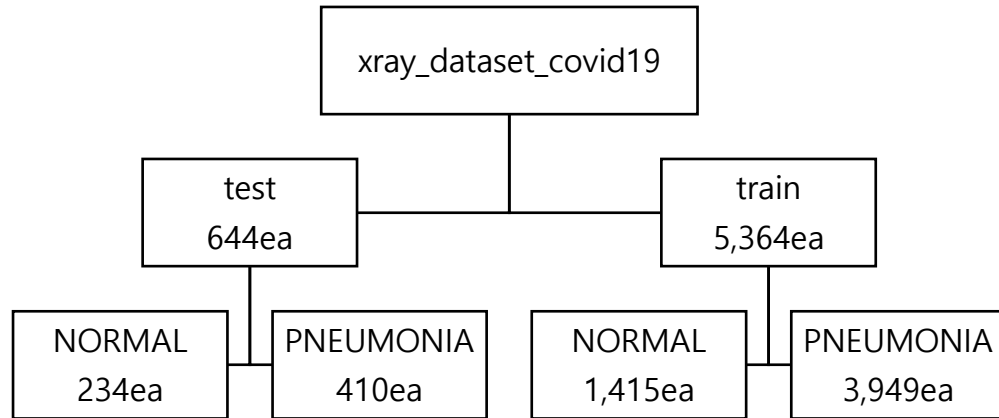 xray_dataset_covid19
test
644ea
train
5,364ea
NORMAL
234ea
PNEUMONIA
410ea
NORMAL
1,415ea
PNEUMONIA
3,949ea